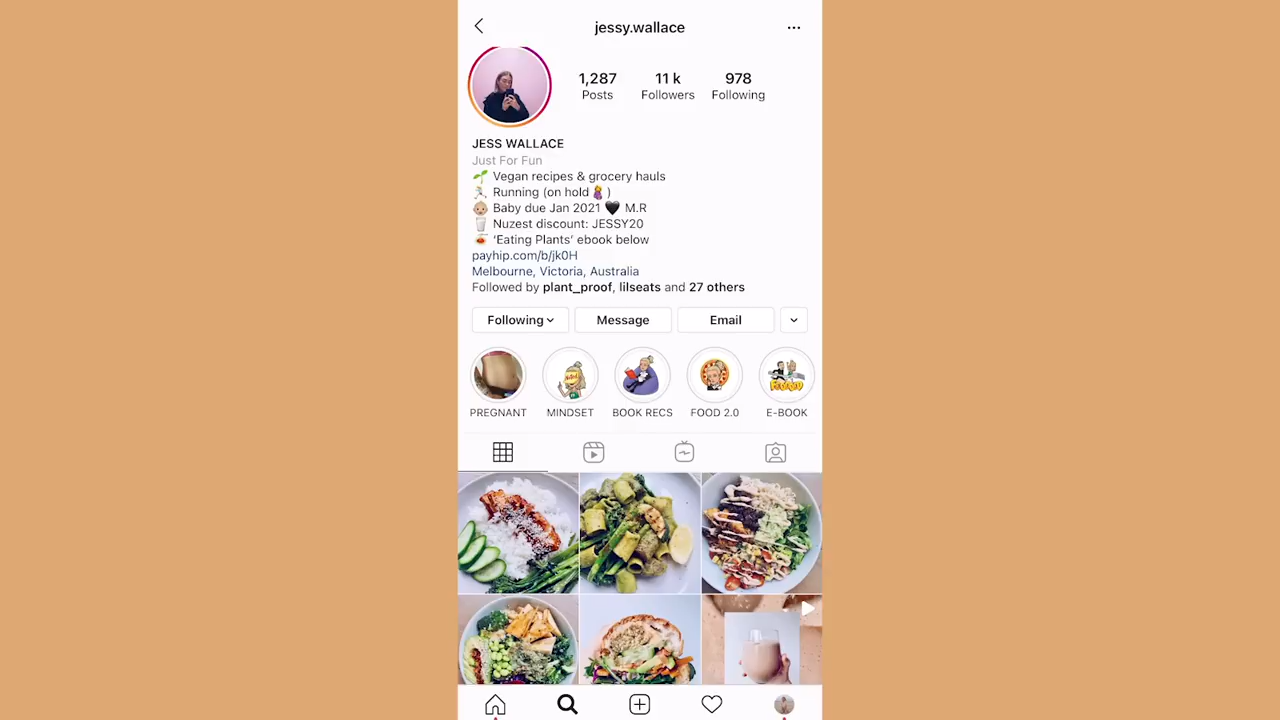 jessy.wallace
1,287 11 k 978
Posts Followers Following
JESS WALLACE
Just For Fun
Vegan recipes & grocery hauls
Running (on hold )
Baby due Jan 2021 🖤 M.R
Nuzest discount: JESSY20
‘Eating Plants’ ebook below
payhip.com/b/jk0H
Melbourne, Victoria, Australia
Followed by plant_proof, lilseats and 27 others
Following Message Email
PREGNANT MINDSET BOOK RECS FOOD 2.0 E-BOOK